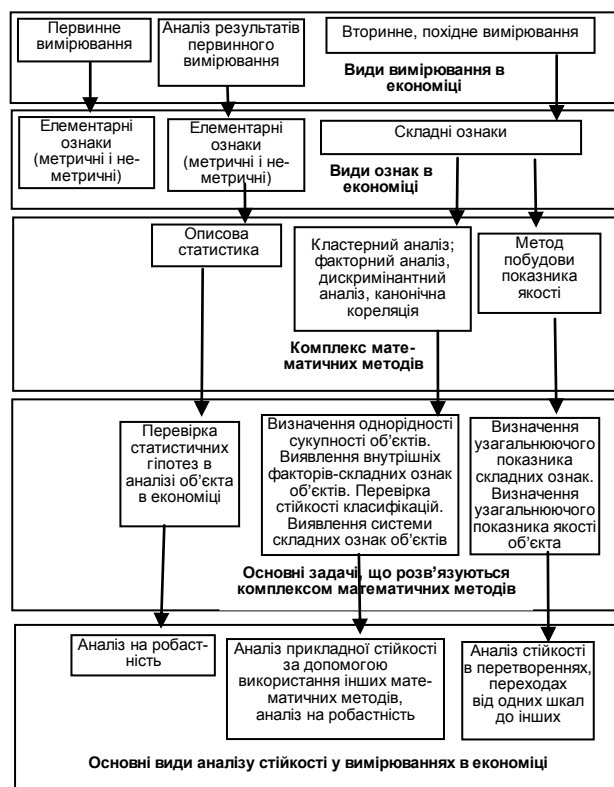 Первинне
вимірювання
Аналіз результатів
первинного
вимірювання
Вторинне, похідне вимірювання
Види вимірювання в
економіці
Елементарні
ознаки
(метричні і не-
метричні)
Елементарні
ознаки
(метричні і не-
метричні)
Складні ознаки
Види ознак в
економіці
Описова
статистика
Кластерний аналіз;
факторний аналіз,
дискримінантний
аналіз, канонічна
кореляція
Метод
побудови
показника
якості
Комплекс мате-
матичних методів
Перевірка
статистичних
гіпотез в
аналізі об’єкта
в економіці
Визначення однорідності
сукупності об’єктів.
Виявлення внутрішніх
факторів-складних ознак
об’єктів. Перевірка
стійкості класифікацій.
Виявлення системи
складних ознак об’єктів
Визначення
узагальнюючого
показника
складних ознак.
Визначення
узагальнюючого
показника якості
об’єкта
Основні задачі, що розв’язуються
комплексом математичних методів
Аналіз на робаст-
ність
Аналіз прикладної стійкості
за допомогою
використання інших мате-
матичних методів,
аналіз на робастність
Аналіз стійкості
в перетвореннях,
переходах
від одних шкал
до інших
Основні види аналізу стійкості у вимірюваннях в економіці